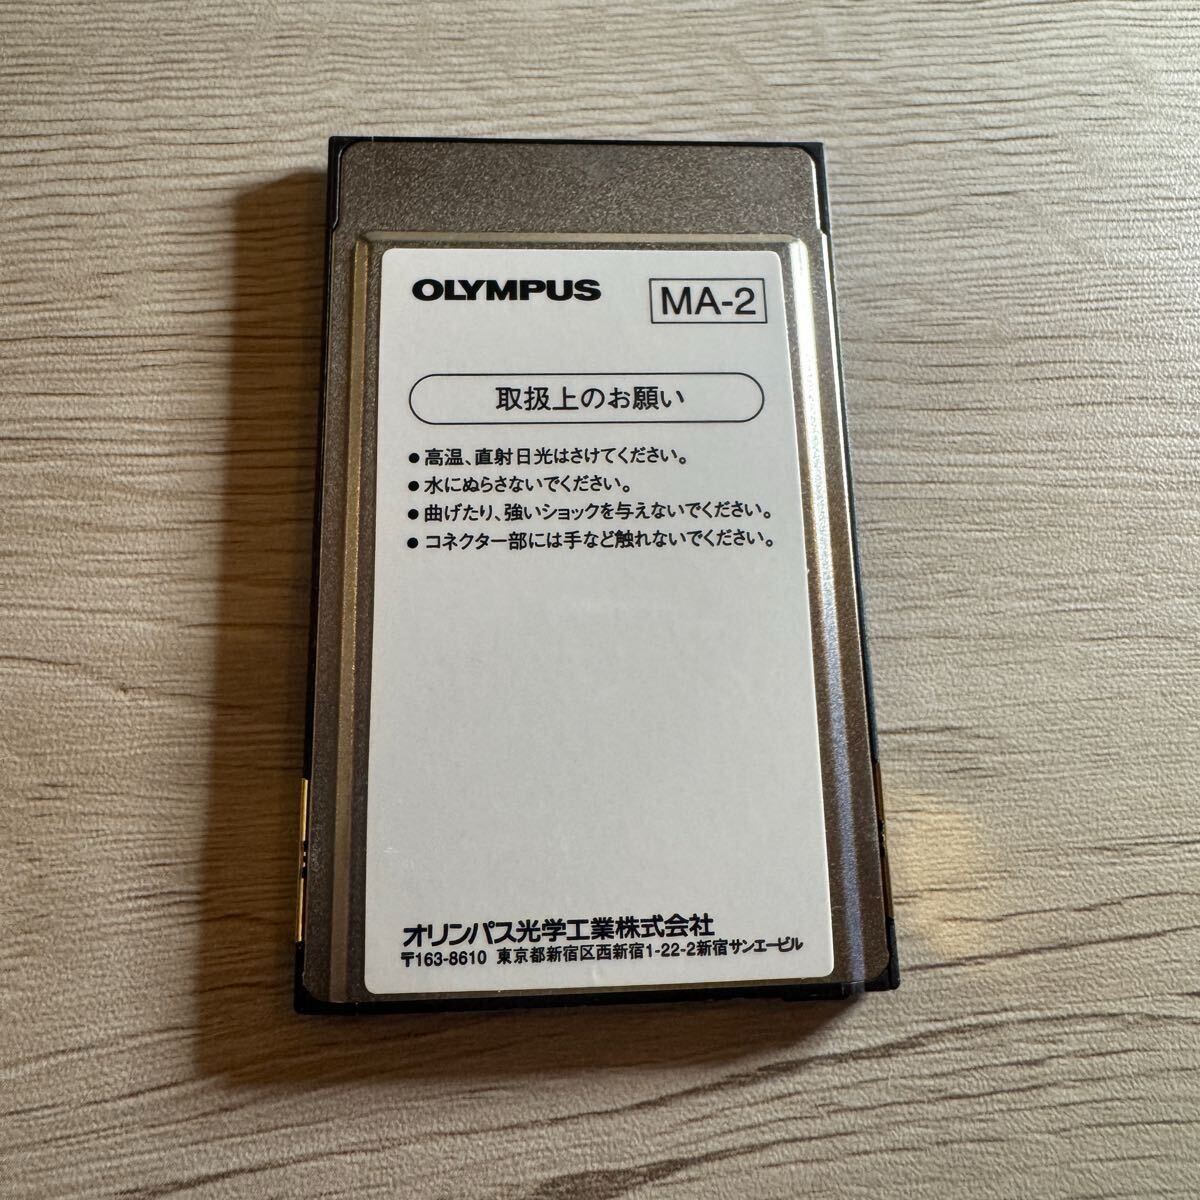 OLYMPUS
MA-2
取扱上のお願い
●高温、直射日光はさけてください。
●水にぬらさないでください。
●曲げたり、強いショックを与えないでください。
●コネクター部には手など触れないでください。
オリンパス光学工業株式会社
〒163-8610 東京都新宿区西新宿1-22-2新宿サンエービル